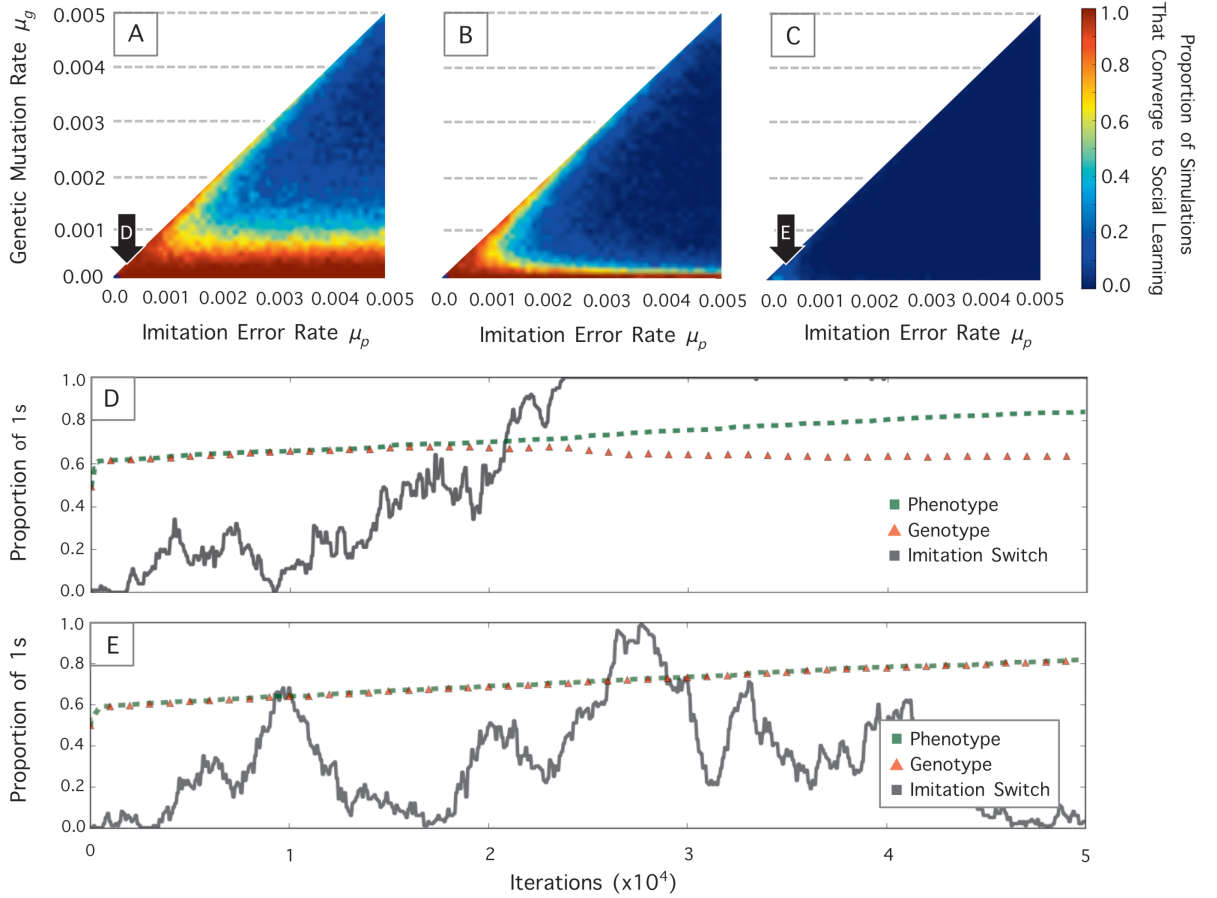 Genetic Mutation Rate μg
0.005
0.004
0.003
0.002
0.001
0.00
A
D
0.0 0.001 0.002 0.003 0.004 0.005
Imitation Error Rate μp
B
0.0 0.001 0.002 0.003 0.004 0.005
Imitation Error Rate μp
C
E
0.0 0.001 0.002 0.003 0.004 0.005
Imitation Error Rate μp
1.0
0.8
0.6
0.4
0.2
0.0
Proportion of Simulations
That Converge to Social Learning
Proportion of 1s
1.0
0.8
0.6
0.4
0.2
0.0
D
Phenotype
Genotype
Imitation Switch
Proportion of 1s
1.0
0.8
0.6
0.4
0.2
0.0
E
Phenotype
Genotype
Imitation Switch
0 1 2 3 4 5
Iterations (x10⁴)